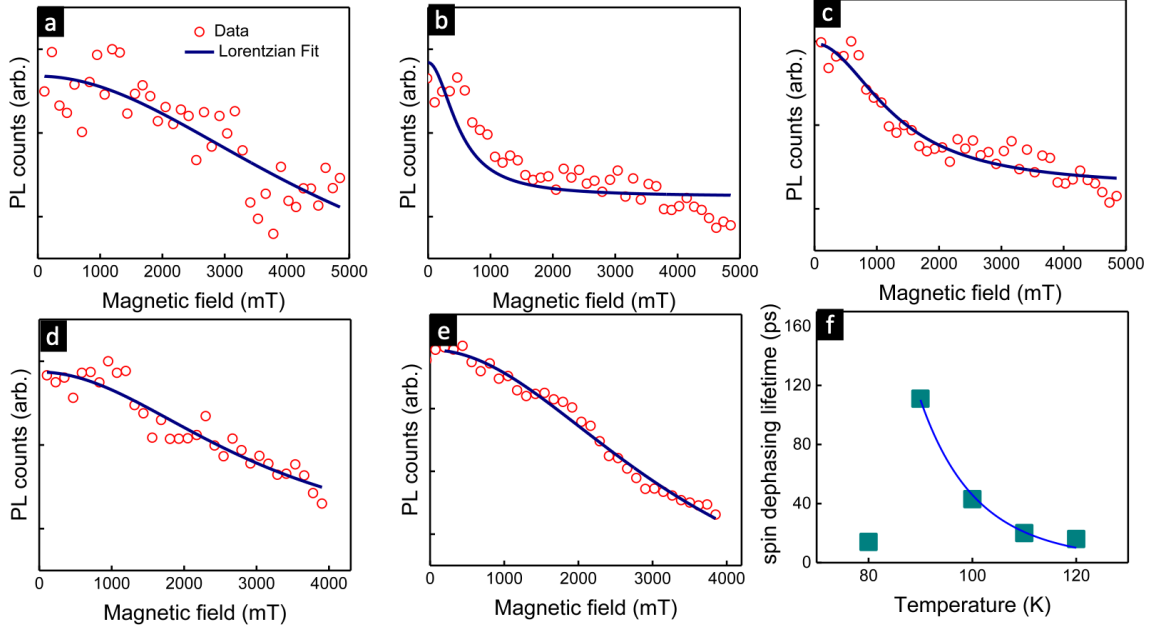 a
Data
Lorentzian Fit
PL counts (arb.)
0 1000 2000 3000 4000 5000
Magnetic field (mT)
b
PL counts (arb.)
0 1000 2000 3000 4000 5000
Magnetic field (mT)
c
PL counts (arb.)
0 1000 2000 3000 4000 5000
Magnetic field (mT)
d
PL counts (arb.)
0 1000 2000 3000 4000
Magnetic field (mT)
e
PL counts (arb.)
0 1000 2000 3000 4000
Magnetic field (mT)
f
spin dephasing lifetime (ps)
160
120
80
40
0
80 100 120
Temperature (K)